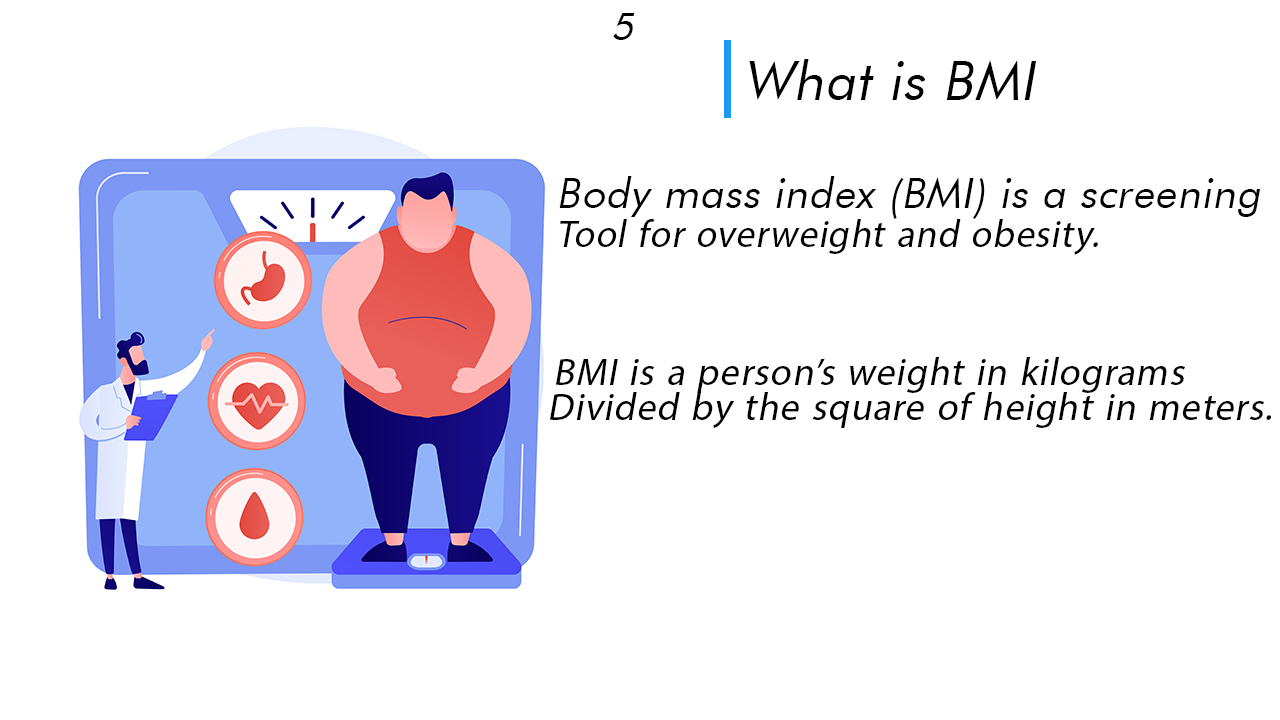 5
What is BMI
Body mass index (BMI) is a screening
Tool for overweight and obesity.
BMI is a person’s weight in kilograms
Divided by the square of height in meters.